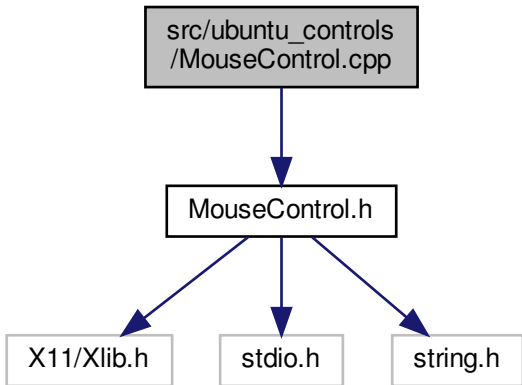 src/ubuntu_controls
/MouseControl.cpp
MouseControl.h
X11/Xlib.h
stdio.h
string.h